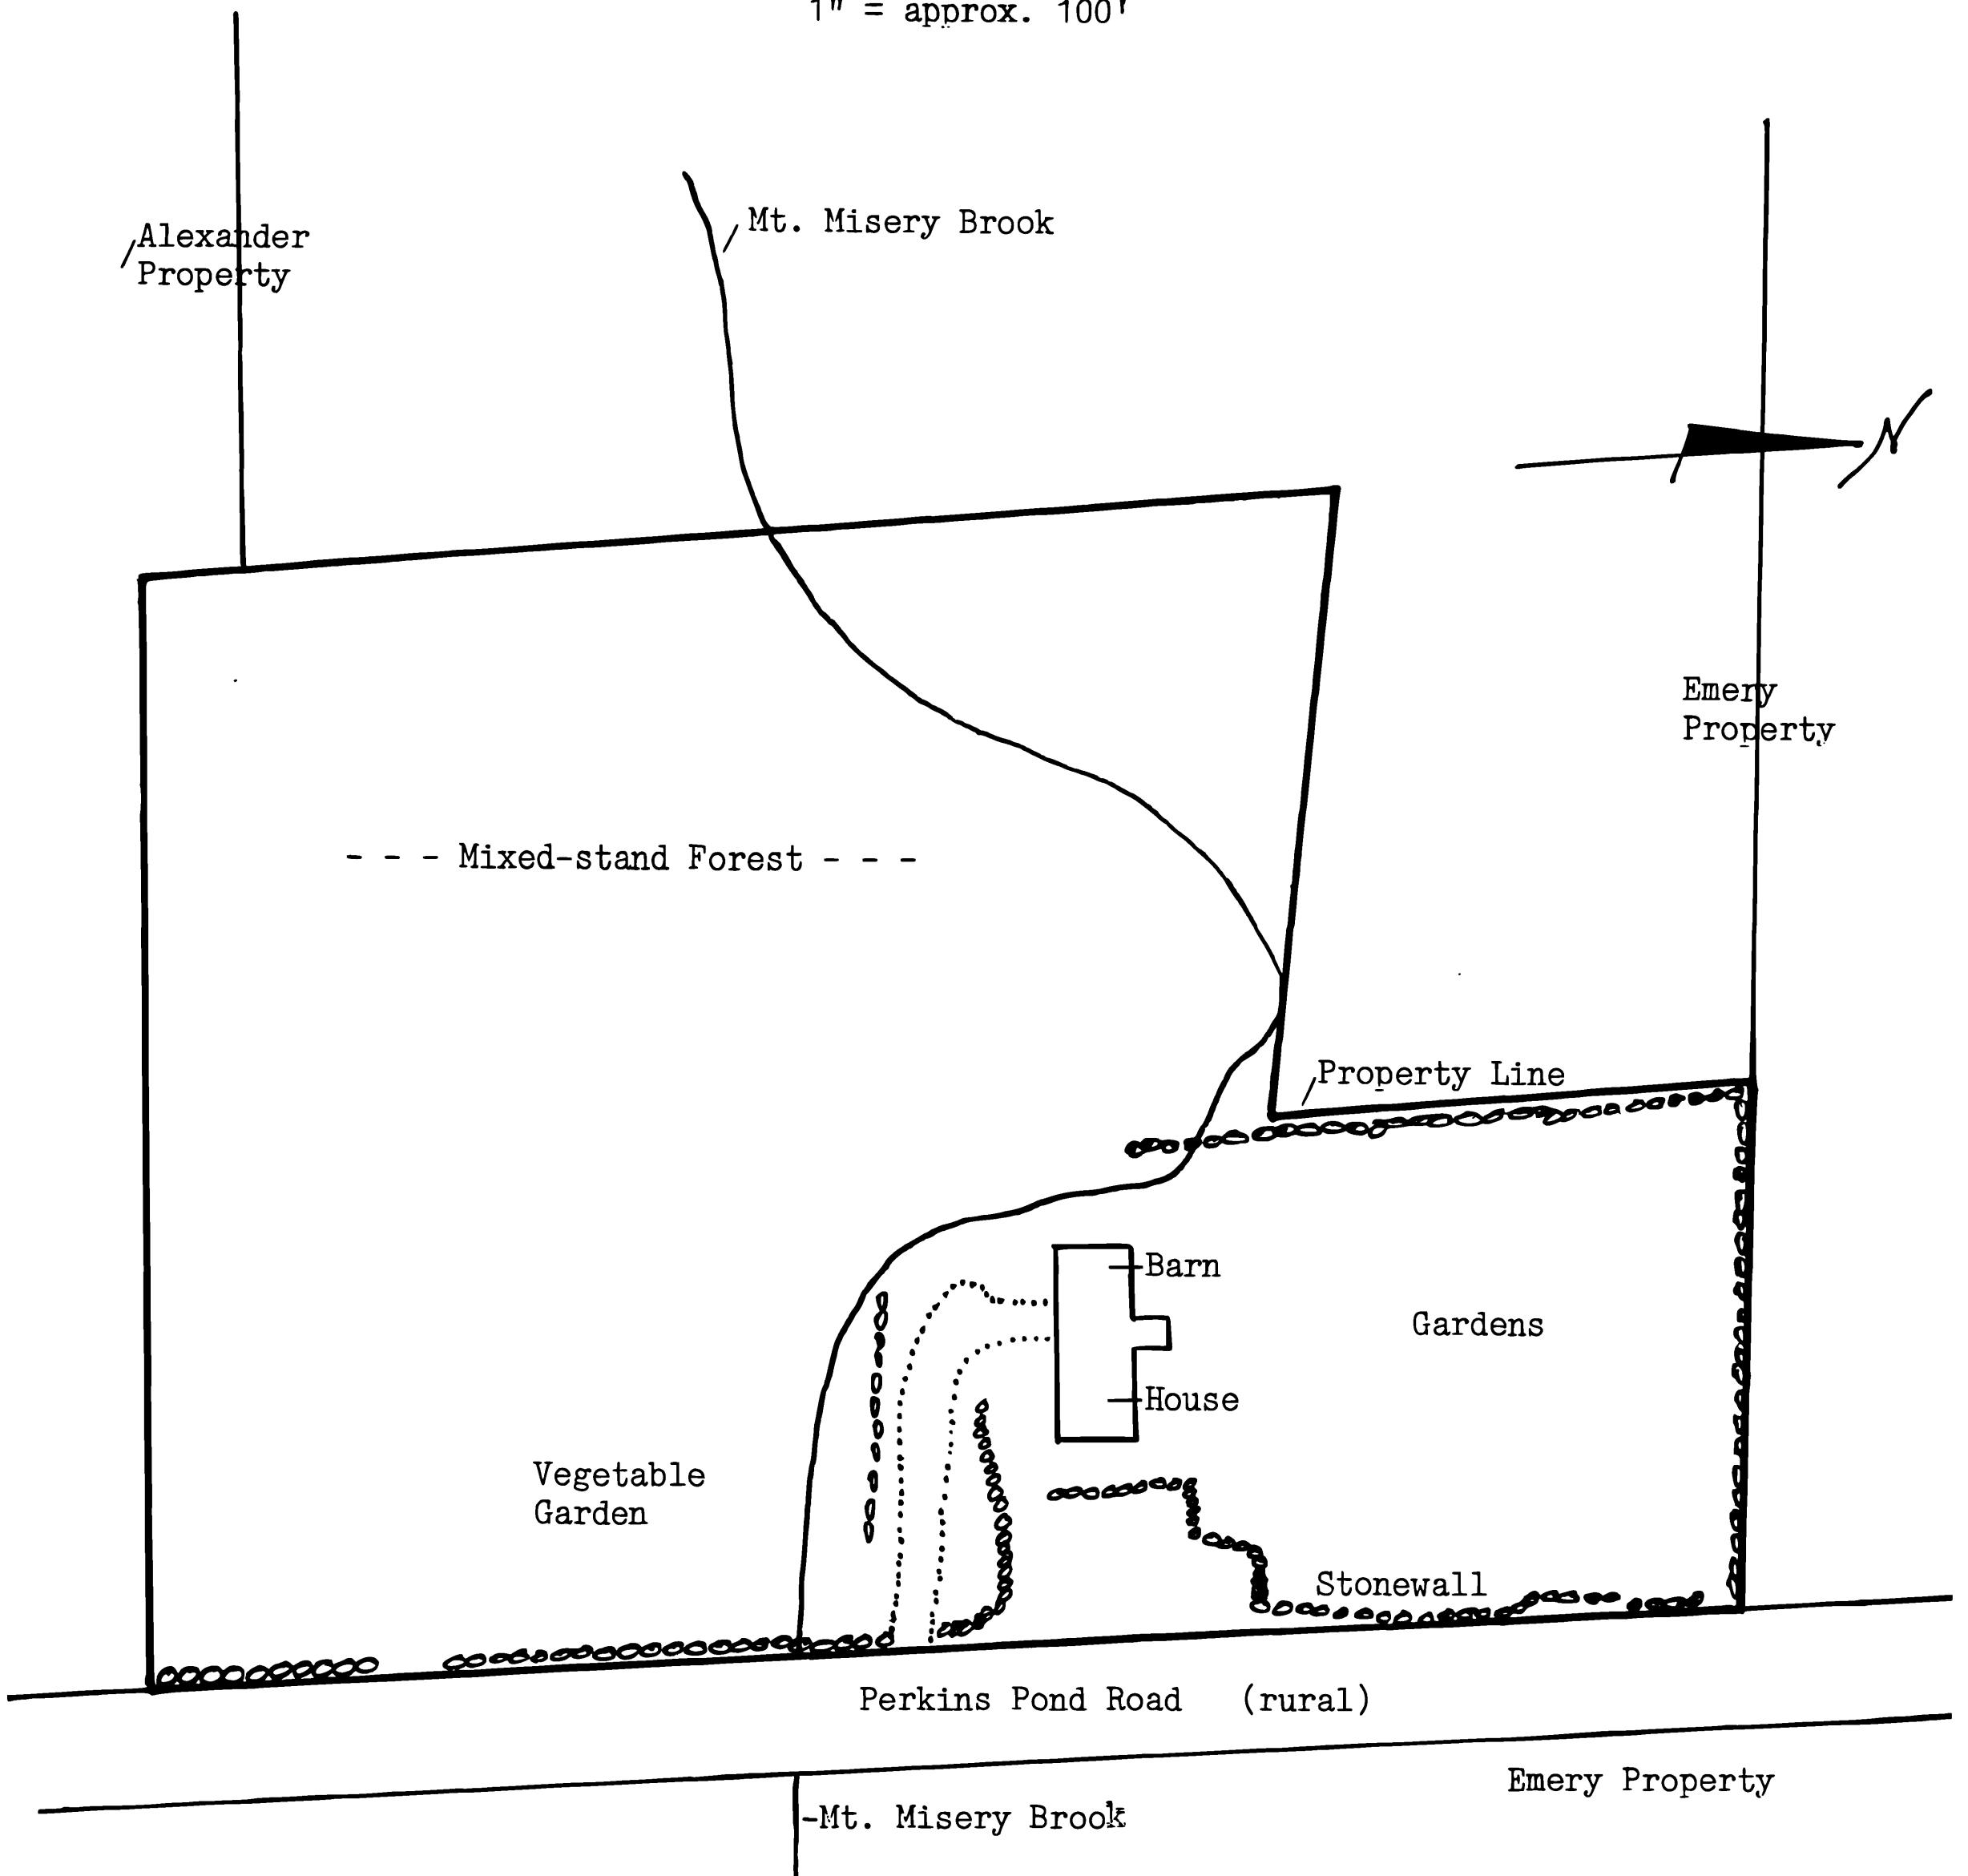 1" = approx. 100'
Mt. Misery Brook
Alexander
Property
N
Emery
Property
- - - Mixed-stand Forest - - -
Property Line
Barn
Gardens
House
Vegetable
Garden
Stonewall
Perkins Pond Road (rural)
Emery Property
Mt. Misery Brook